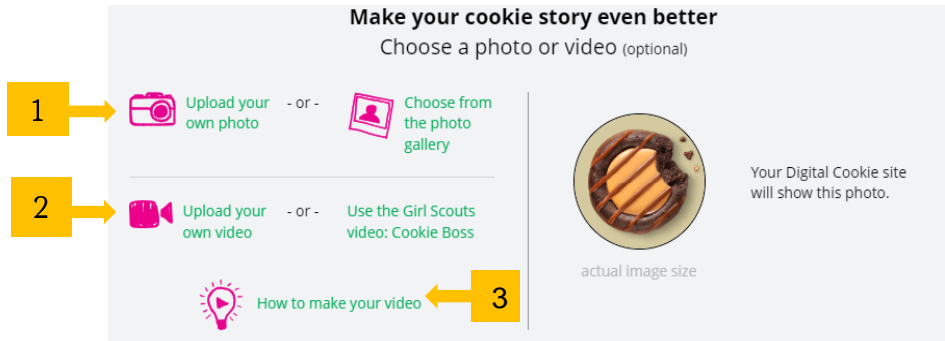 Make your cookie story even better
Choose a photo or video (optional)
1
Upload your
own photo
- or -
Choose from
the photo
gallery
2
Upload your
own video
- or -
Use the Girl Scouts
video: Cookie Boss
How to make your video
3
Your Digital Cookie site
will show this photo.
actual image size